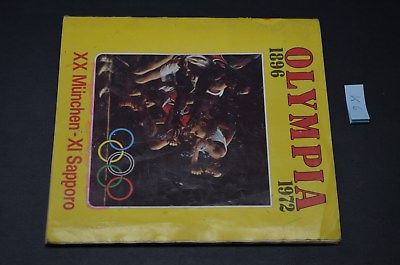 OLYMPIA
1896 1972
XX München - XI Sapporo